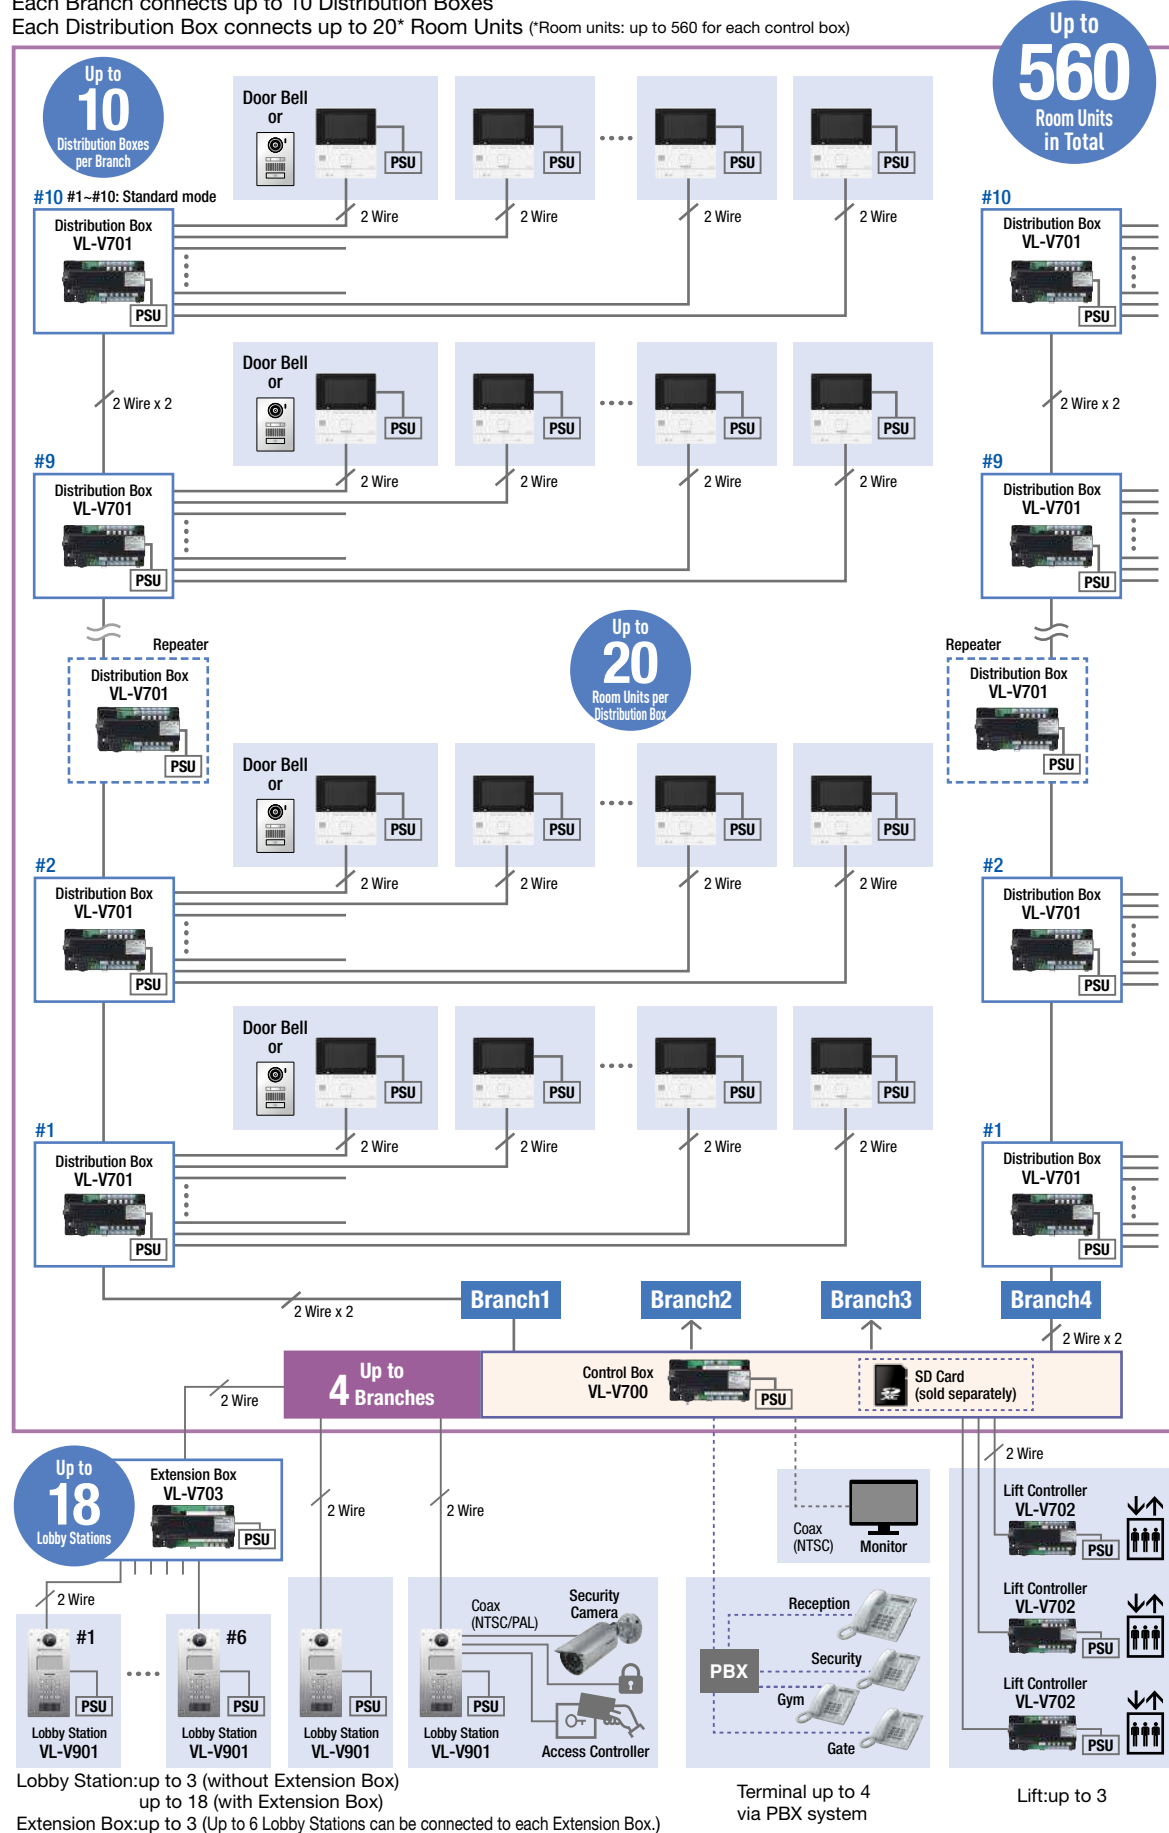 Each Branch connects up to 10 Distribution Boxes
Each Distribution Box connects up to 20* Room Units (*Room units: up to 560 for each control box)
Up to
560
Room Units
in Total
Up to
10
Distribution Boxes
per Branch
Door Bell
or
PSU
PSU
PSU
PSU
#10 #1~#10: Standard mode
2 Wire
2 Wire
2 Wire
2 Wire
Distribution Box
VL-V701
PSU
#10
Distribution Box
VL-V701
PSU
2 Wire x 2
2 Wire x 2
Door Bell
or
PSU
PSU
PSU
PSU
#9
2 Wire
2 Wire
2 Wire
2 Wire
Distribution Box
VL-V701
PSU
#9
Distribution Box
VL-V701
PSU
Repeater
Distribution Box
VL-V701
PSU
Up to
20
Room Units per
Distribution Box
Repeater
Distribution Box
VL-V701
PSU
Door Bell
or
PSU
PSU
PSU
PSU
#2
2 Wire
2 Wire
2 Wire
2 Wire
Distribution Box
VL-V701
PSU
#2
Distribution Box
VL-V701
PSU
Door Bell
or
PSU
PSU
PSU
PSU
#1
2 Wire
2 Wire
2 Wire
2 Wire
Distribution Box
VL-V701
PSU
#1
Distribution Box
VL-V701
PSU
2 Wire x 2
Branch1
Branch2
Branch3
Branch4
2 Wire x 2
Up to
4 Branches
Control Box
VL-V700
PSU
SD Card
(sold separately)
2 Wire
Up to
18
Lobby Stations
Extension Box
VL-V703
PSU
2 Wire
2 Wire
2 Wire
#1
PSU
Lobby Station
VL-V901
#6
PSU
Lobby Station
VL-V901
PSU
Lobby Station
VL-V901
Coax
(NTSC/PAL)
Security
Camera
PSU
Lobby Station
VL-V901
Access Controller
Coax
(NTSC)
Monitor
PBX
Reception
Security
Gym
Gate
2 Wire
Lift Controller
VL-V702
PSU
Lift Controller
VL-V702
PSU
Lift Controller
VL-V702
PSU
Lobby Station:up to 3 (without Extension Box)
up to 18 (with Extension Box)
Extension Box:up to 3 (Up to 6 Lobby Stations can be connected to each Extension Box.)
Terminal up to 4
via PBX system
Lift:up to 3